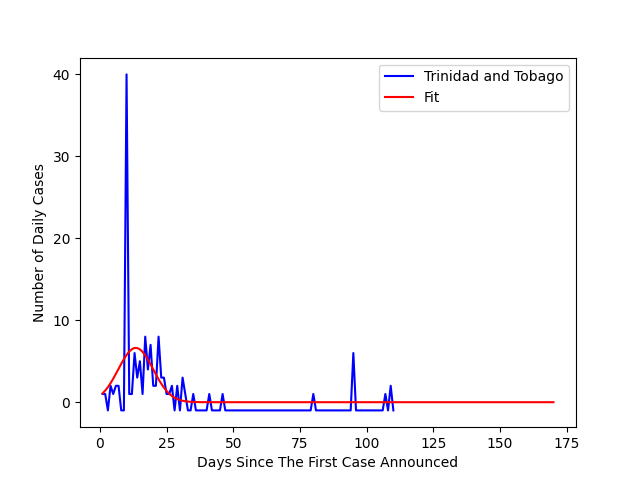 Trinidad and Tobago
Fit
40
30
20
10
0
Number of Daily Cases
0 25 50 75 100 125 150 175
Days Since The First Case Announced